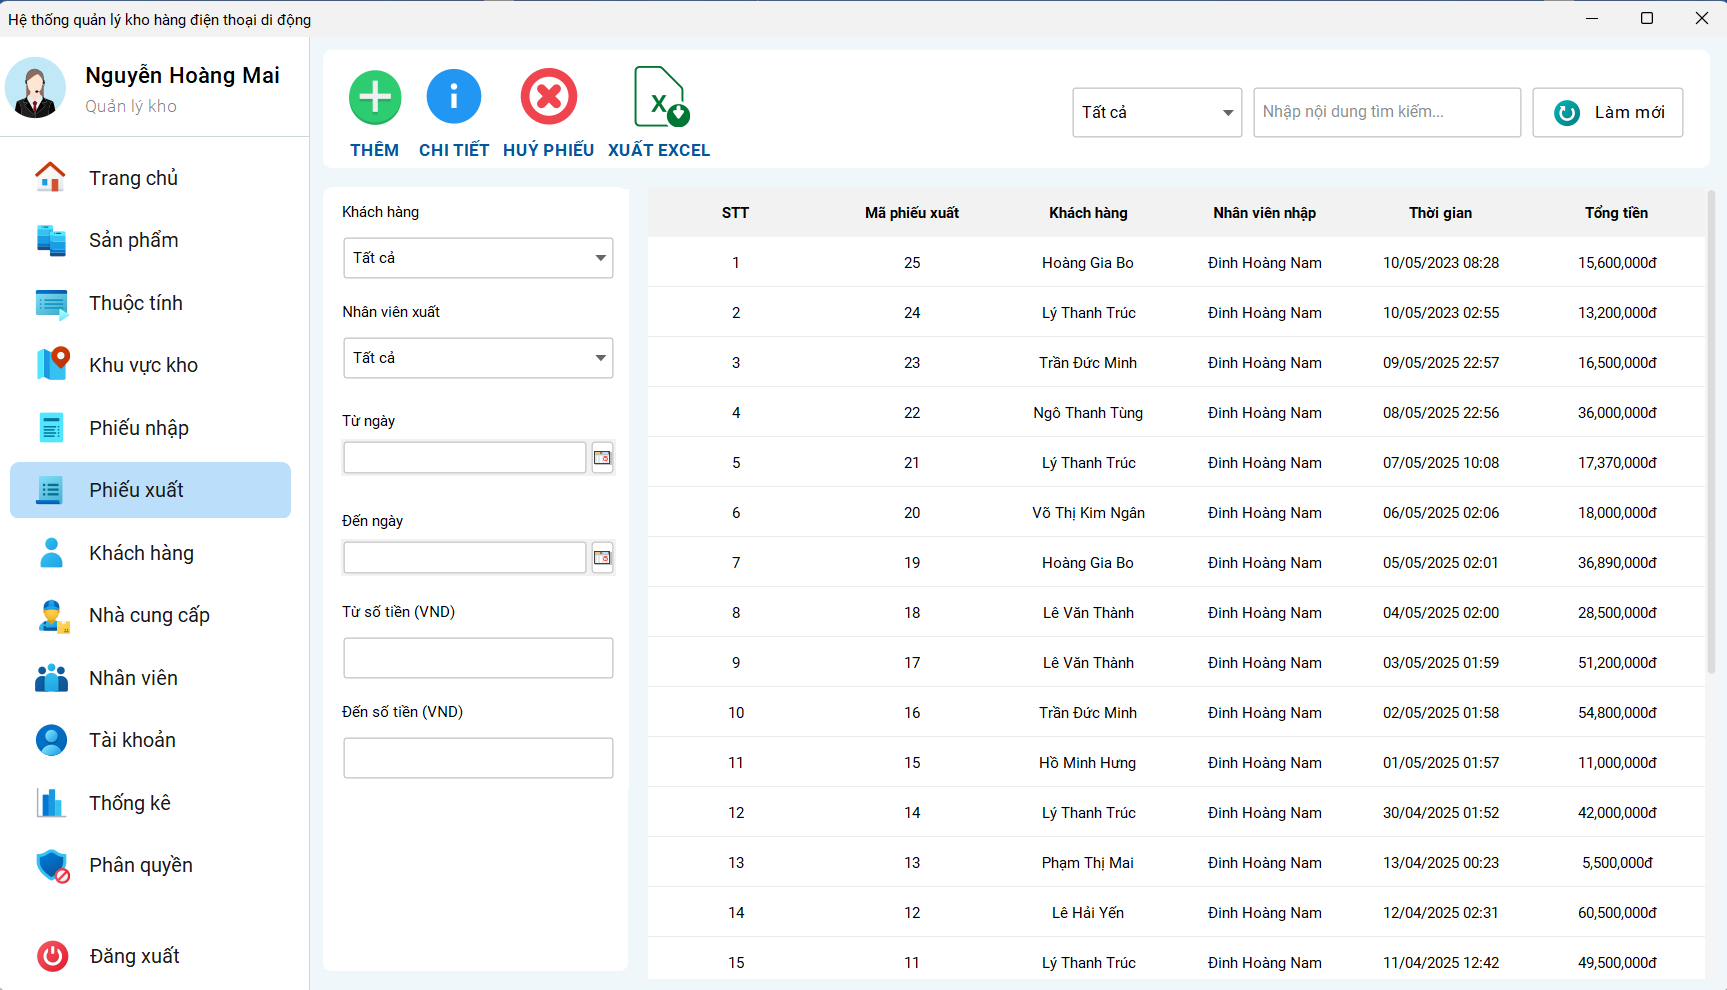 Hệ thống quản lý kho hàng điện thoại di động
Nguyễn Hoàng Mai
Quản lý kho
Trang chủ
Sản phẩm
Thuộc tính
Khu vực kho
Phiếu nhập
Phiếu xuất
Khách hàng
Nhà cung cấp
Nhân viên
Tài khoản
Thống kê
Phân quyền
Đăng xuất
THÊM CHI TIẾT HUỶ PHIẾU XUẤT EXCEL
Tất cả Nhập nội dung tìm kiếm... Làm mới
Khách hàng
Tất cả
Nhân viên xuất
Tất cả
Từ ngày
Đến ngày
Từ số tiền (VND)
Đến số tiền (VND)
STT Mã phiếu xuất Khách hàng Nhân viên nhập Thời gian Tổng tiền
1 25 Hoàng Gia Bo Đinh Hoàng Nam 10/05/2023 08:28 15,600,000đ
2 24 Lý Thanh Trúc Đinh Hoàng Nam 10/05/2023 02:55 13,200,000đ
3 23 Trần Đức Minh Đinh Hoàng Nam 09/05/2025 22:57 16,500,000đ
4 22 Ngô Thanh Tùng Đinh Hoàng Nam 08/05/2025 22:56 36,000,000đ
5 21 Lý Thanh Trúc Đinh Hoàng Nam 07/05/2025 10:08 17,370,000đ
6 20 Võ Thị Kim Ngân Đinh Hoàng Nam 06/05/2025 02:06 18,000,000đ
7 19 Hoàng Gia Bo Đinh Hoàng Nam 05/05/2025 02:01 36,890,000đ
8 18 Lê Văn Thành Đinh Hoàng Nam 04/05/2025 02:00 28,500,000đ
9 17 Lê Văn Thành Đinh Hoàng Nam 03/05/2025 01:59 51,200,000đ
10 16 Trần Đức Minh Đinh Hoàng Nam 02/05/2025 01:58 54,800,000đ
11 15 Hồ Minh Hưng Đinh Hoàng Nam 01/05/2025 01:57 11,000,000đ
12 14 Lý Thanh Trúc Đinh Hoàng Nam 30/04/2025 01:52 42,000,000đ
13 13 Phạm Thị Mai Đinh Hoàng Nam 13/04/2025 00:23 5,500,000đ
14 12 Lê Hải Yến Đinh Hoàng Nam 12/04/2025 02:31 60,500,000đ
15 11 Lý Thanh Trúc Đinh Hoàng Nam 11/04/2025 12:42 49,500,000đ